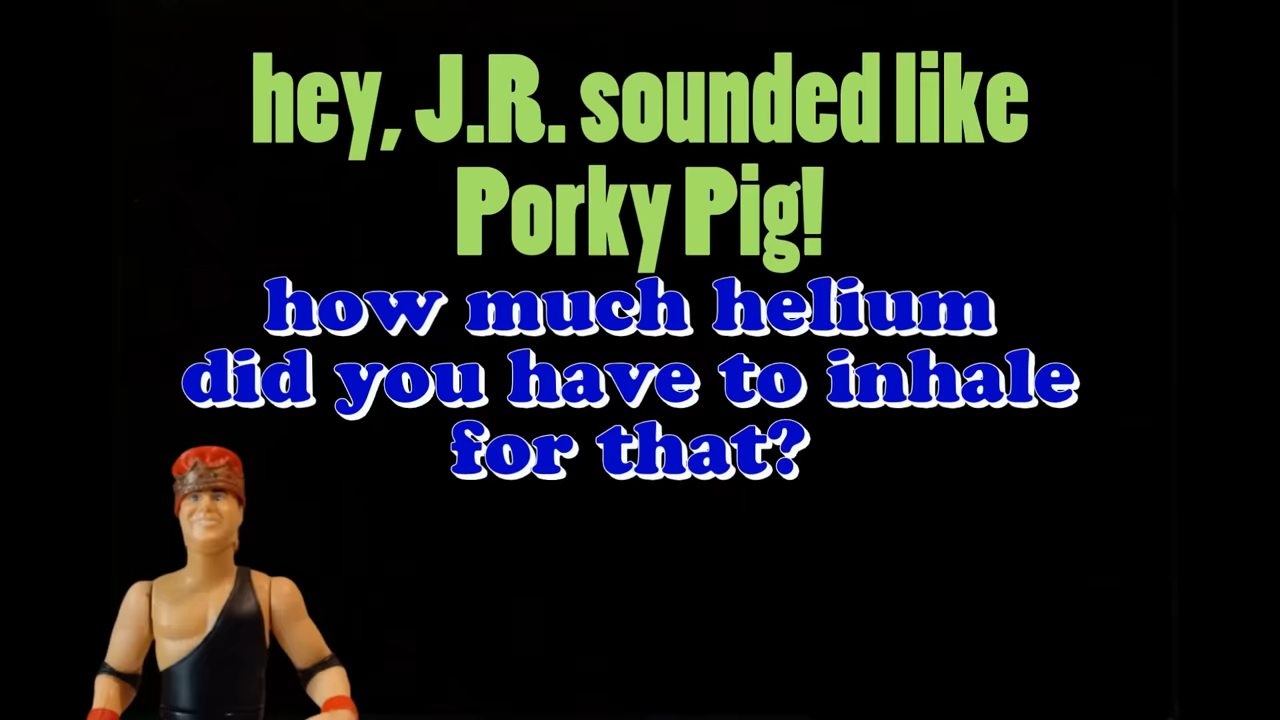 hey, J.R. sounded like
Porky Pig!
how much helium
did you have to inhale
for that?